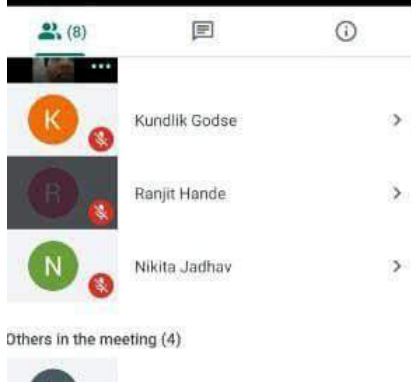 (8)
K
Kundlik Godse
R
Ranjit Hande
N
Nikita Jadhav
Others in the meeting (4)